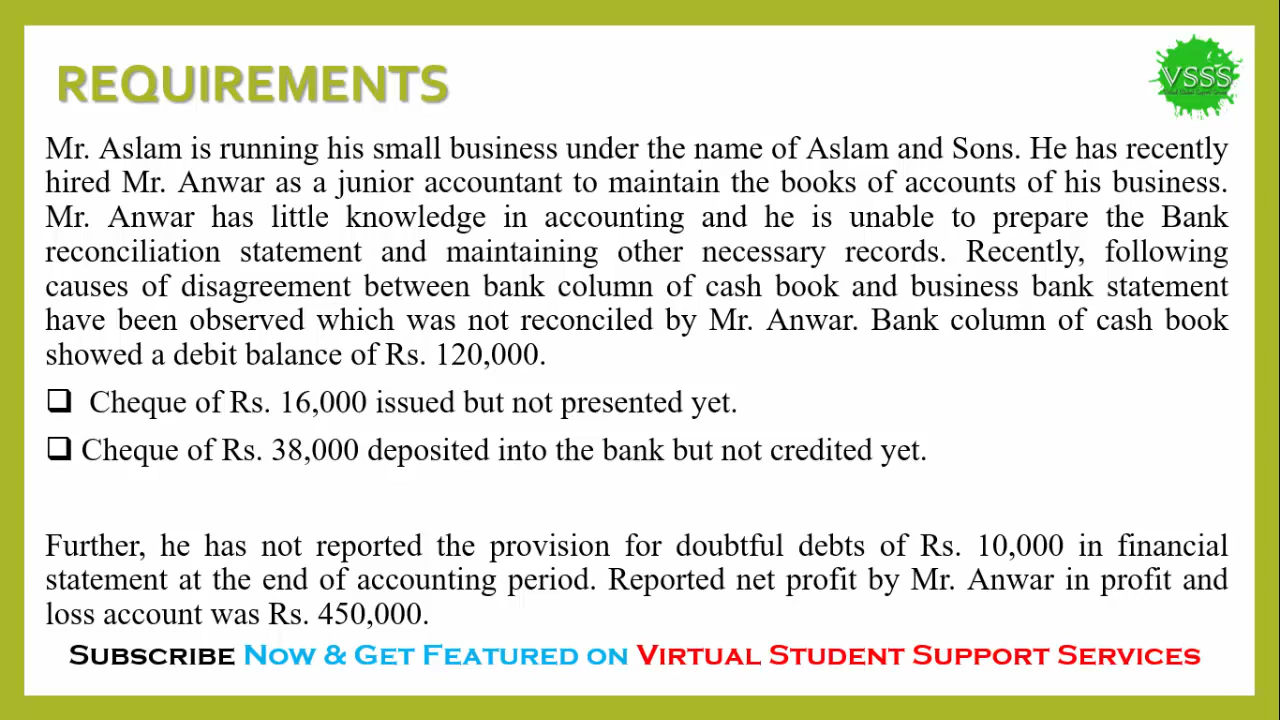 REQUIREMENTS
VSSS
Mr. Aslam is running his small business under the name of Aslam and Sons. He has recently
hired Mr. Anwar as a junior accountant to maintain the books of accounts of his business.
Mr. Anwar has little knowledge in accounting and he is unable to prepare the Bank
reconciliation statement and maintaining other necessary records. Recently, following
causes of disagreement between bank column of cash book and business bank statement
have been observed which was not reconciled by Mr. Anwar. Bank column of cash book
showed a debit balance of Rs. 120,000.
Cheque of Rs. 16,000 issued but not presented yet.
Cheque of Rs. 38,000 deposited into the bank but not credited yet.
Further, he has not reported the provision for doubtful debts of Rs. 10,000 in financial
statement at the end of accounting period. Reported net profit by Mr. Anwar in profit and
loss account was Rs. 450,000.
SUBSCRIBE NOW & GET FEATURED ON VIRTUAL STUDENT SUPPORT SERVICES